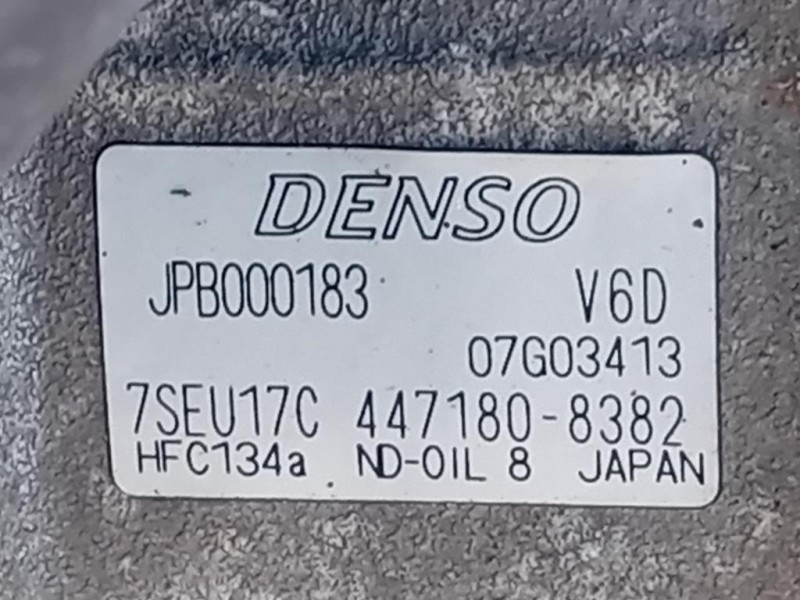 DENSO
JPB000183 V6D
07G03413
7SEU17C 447180-8382
HFC134a ND-OIL 8 JAPAN